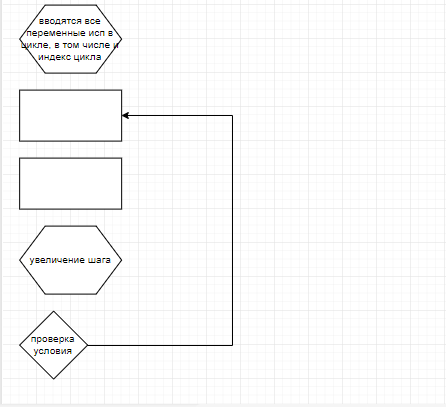 вводятся все
переменные исп в
цикле, в том числе и
индекс цикла
увеличение шага
проверка
условия